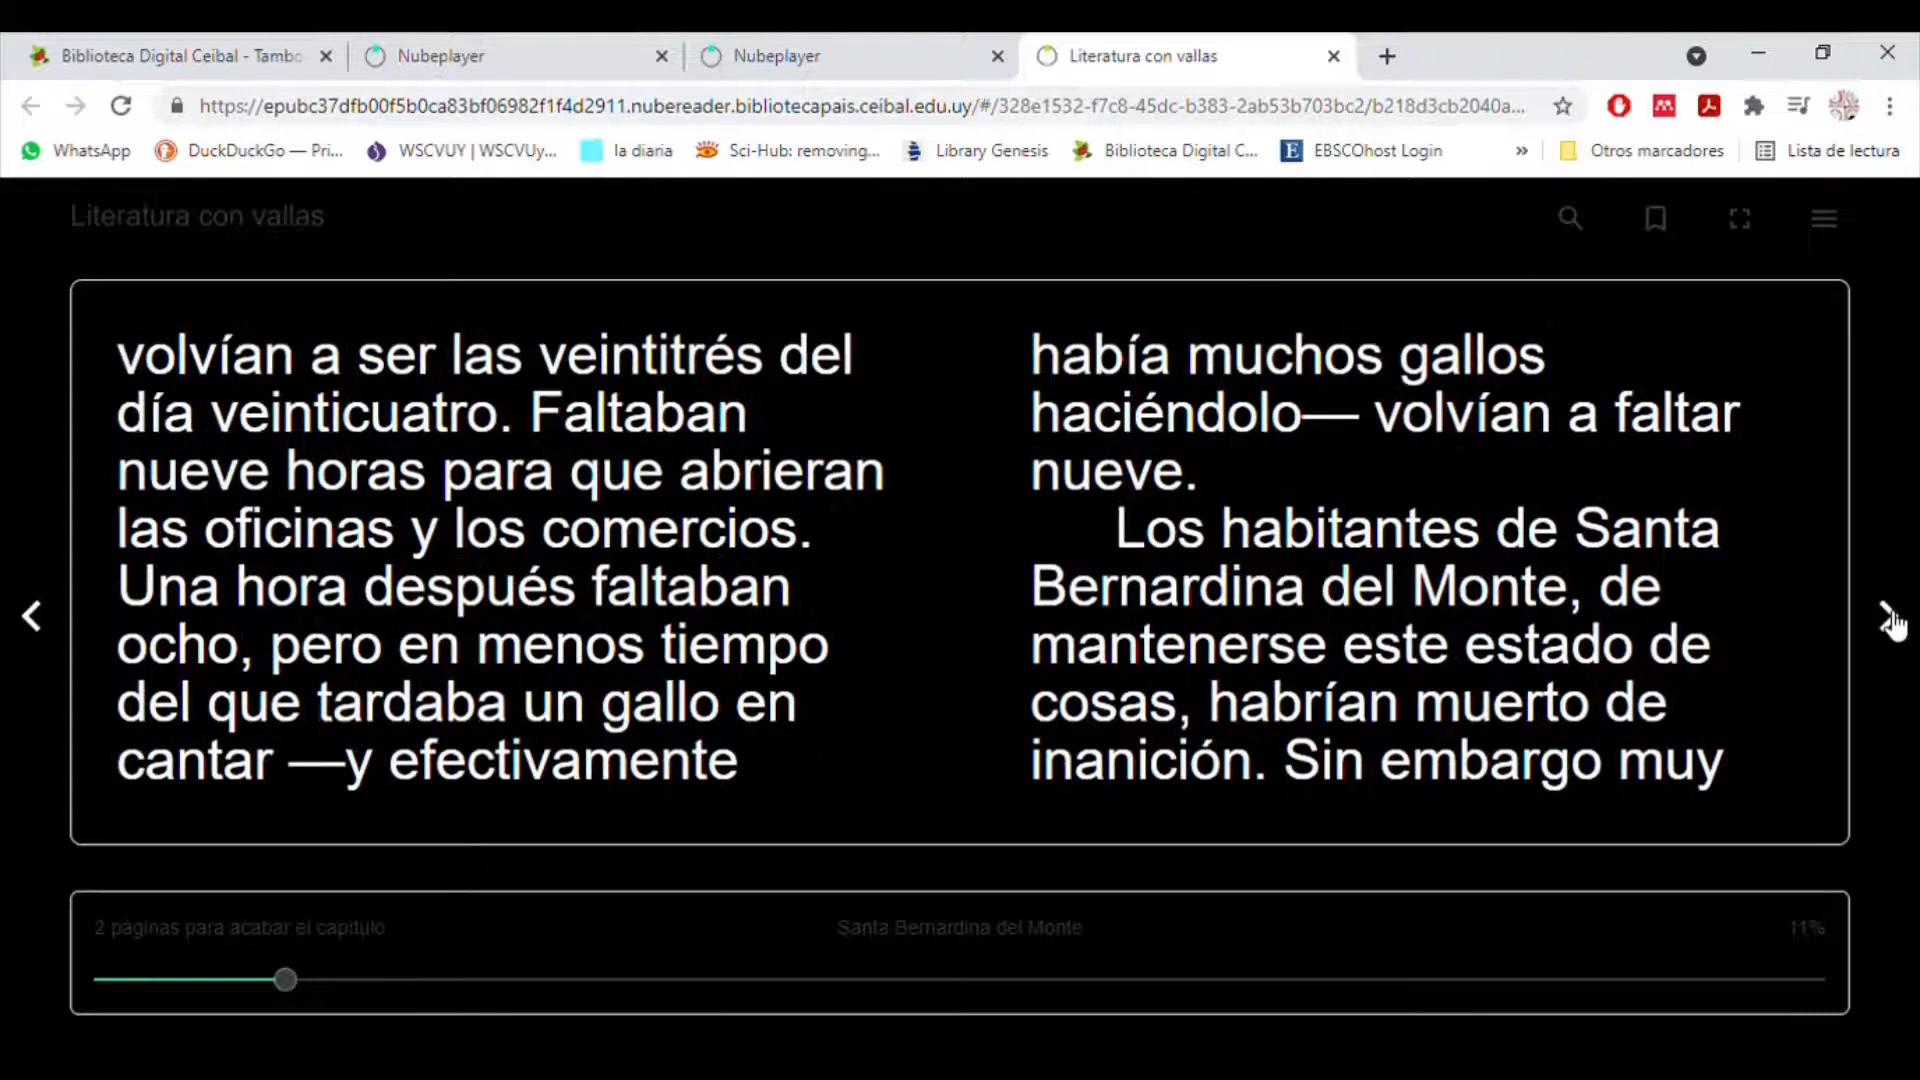 Biblioteca Digital Ceibal - Tambo
Nubeplayer
Nubeplayer
Literatura con vallas
https://epubc37dfb00f5b0ca83bf06982f1f4d2911.nubereader.bibliotecapais.ceibal.edu.uy/#/328e1532-f7c8-45dc-b383-2ab53b703bc2/b218d3cb2040a...
WhatsApp
DuckDuckGo — Pri...
WSCVUY | WSCVUy...
la diaria
Sci-Hub: removing...
Library Genesis
Biblioteca Digital C...
E
EBSCOhost Login
»
Otros marcadores
Lista de lectura
Literatura con vallas
volvían a ser las veintitrés del
día veinticuatro. Faltaban
nueve horas para que abrieran
las oficinas y los comercios.
Una hora después faltaban
ocho, pero en menos tiempo
del que tardaba un gallo en
cantar —y efectivamente
había muchos gallos
haciéndolo— volvían a faltar
nueve.
Los habitantes de Santa
Bernardina del Monte, de
mantenerse este estado de
cosas, habrían muerto de
inanición. Sin embargo muy
2 páginas para acabar el capítulo
Santa Bernardina del Monte
11%